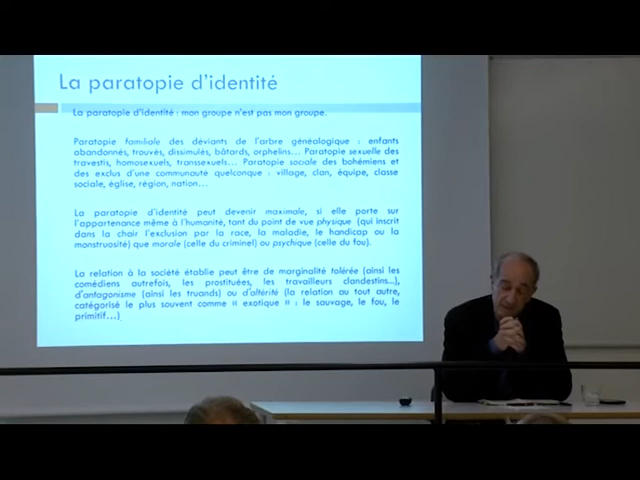 La paratopie d'identité
La paratopie d'identité : mon groupe n'est pas mon groupe.
Paratopie familiale des déviants de l'arbre généalogique : enfants
abandonnés, trouvés, dissimulés, bâtards, orphelins... Paratopie sexuelle des
travestis, homosexuels, transsexuels... Paratopie sociale des bohémiens et
des exclus d'une communauté quelconque : village, clan, équipe, classe
sociale, église, région, nation...
La paratopie d'identité peut devenir maximale, si elle porte sur
l'appartenance même à l'humanité, tant du point de vue physique (qui inscrit
dans la chair l'exclusion par la race, la maladie, le handicap ou la
monstruosité) que morale (celle du criminel) ou psychique (celle du fou).
La relation à la société établie peut être de marginalité tolérée (ainsi les
comédiens autrefois, les prostituées, les travailleurs clandestins...),
d'antagonisme (ainsi les truands) ou d'altérité (la relation au tout autre,
catégorisé le plus souvent comme « exotique » : le sauvage, le fou, le
primitif...)